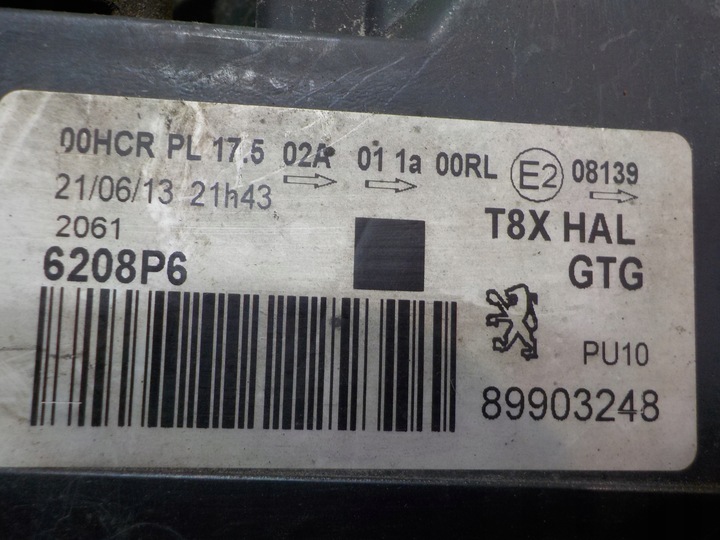 00HCR PL 17.5 02A 01 1a 00RL E2 08139
21/06/13 21h43
2061
6208P6
T8X HAL
GTG
PU10
89903248